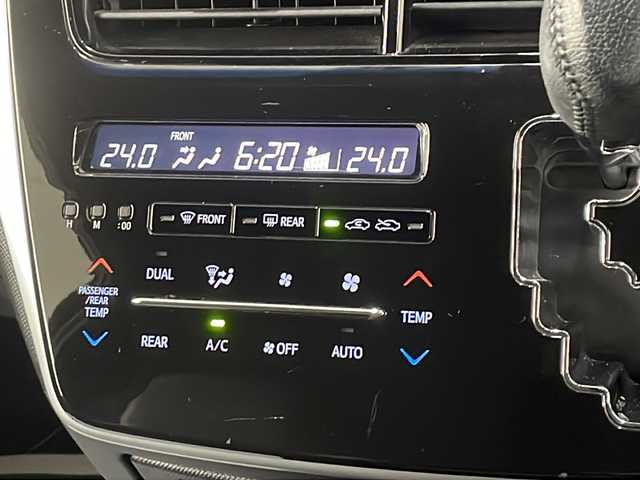 FRONT
24.0 6:20 24.0
H M :00 FRONT REAR
DUAL
PASSENGER
/REAR
TEMP
TEMP
REAR A/C OFF AUTO